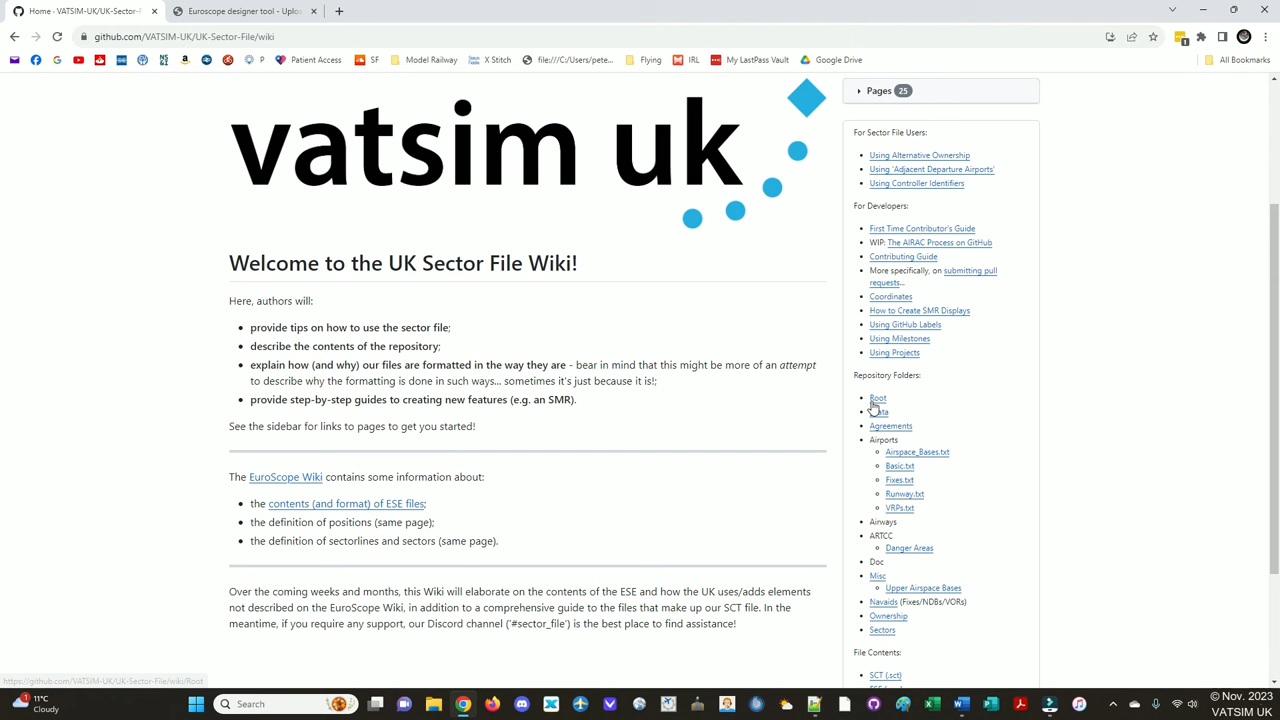 Home · VATSIM-UK/UK-Sector-F
Euroscope designer tool - Uplo
github.com/VATSIM-UK/UK-Sector-File/wiki
P
Patient Access
SF
Model Railway
X Stitch
file:///C:/Users/pete...
Flying
IRL
My LastPass Vault
Google Drive
All Bookmarks
vatsim uk
Welcome to the UK Sector File Wiki!
Here, authors will:
provide tips on how to use the sector file;
describe the contents of the repository;
explain how (and why) our files are formatted in the way they are - bear in mind that this might be more of an attempt
to describe why the formatting is done in such ways... sometimes it's just because it is!;
provide step-by-step guides to creating new features (e.g. an SMR).
See the sidebar for links to pages to get you started!
The EuroScope Wiki contains some information about:
the contents (and format) of ESE files;
the definition of positions (same page);
the definition of sectorlines and sectors (same page).
Over the coming weeks and months, this Wiki will elaborate on the contents of the ESE and how the UK uses/adds elements
not described on the EuroScope Wiki, in addition to a comprehensive guide to the files that make up our SCT file. In the
meantime, if you require any support, our Discord channel ('#sector_file') is the best place to find assistance!
Pages 25
For Sector File Users:
Using Alternative Ownership
Using 'Adjacent Departure Airports'
Using Controller Identifiers
For Developers:
First Time Contributor's Guide
WIP: The AIRAC Process on GitHub
Contributing Guide
More specifically, on submitting pull
requests...
Coordinates
How to Create SMR Displays
Using GitHub Labels
Using Milestones
Using Projects
Repository Folders:
Root
Agreements
Airports
Airspace_Bases.txt
Basic.txt
Fixes.txt
Runway.txt
VRPs.txt
Airways
ARTCC
Danger Areas
Doc
Misc
Upper Airspace Bases
Navaids (Fixes/NDBs/VORs)
Ownership
Sectors
File Contents:
SCT (.sct)
https://github.com/VATSIM-UK/UK-Sector-File/wiki/Root
1
11°C
Cloudy
Search
© Nov. 2023
VATSIM UK